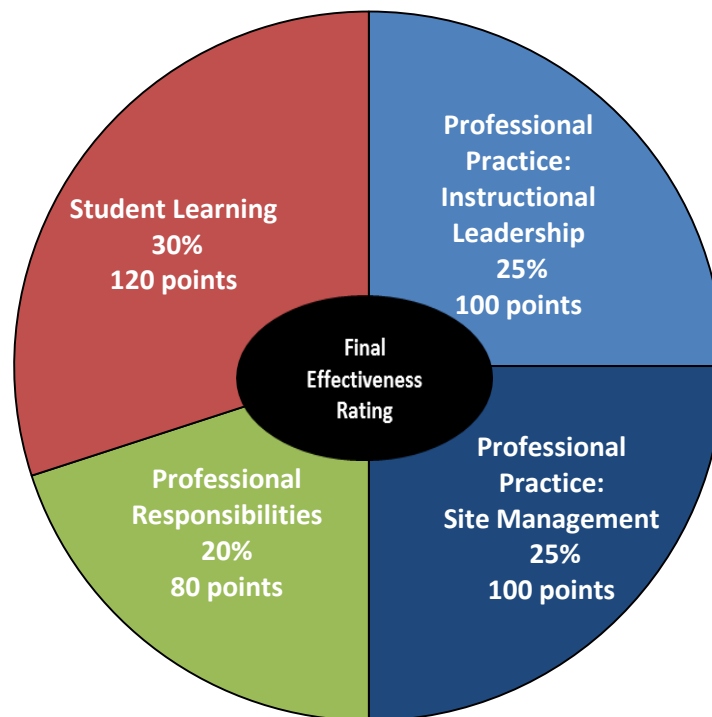 Professional
Practice:
Instructional
Leadership
25%
100 points
Student Learning
30%
120 points
Final
Effectiveness
Rating
Professional
Responsibilities
20%
80 points
Professional
Practice:
Site Management
25%
100 points